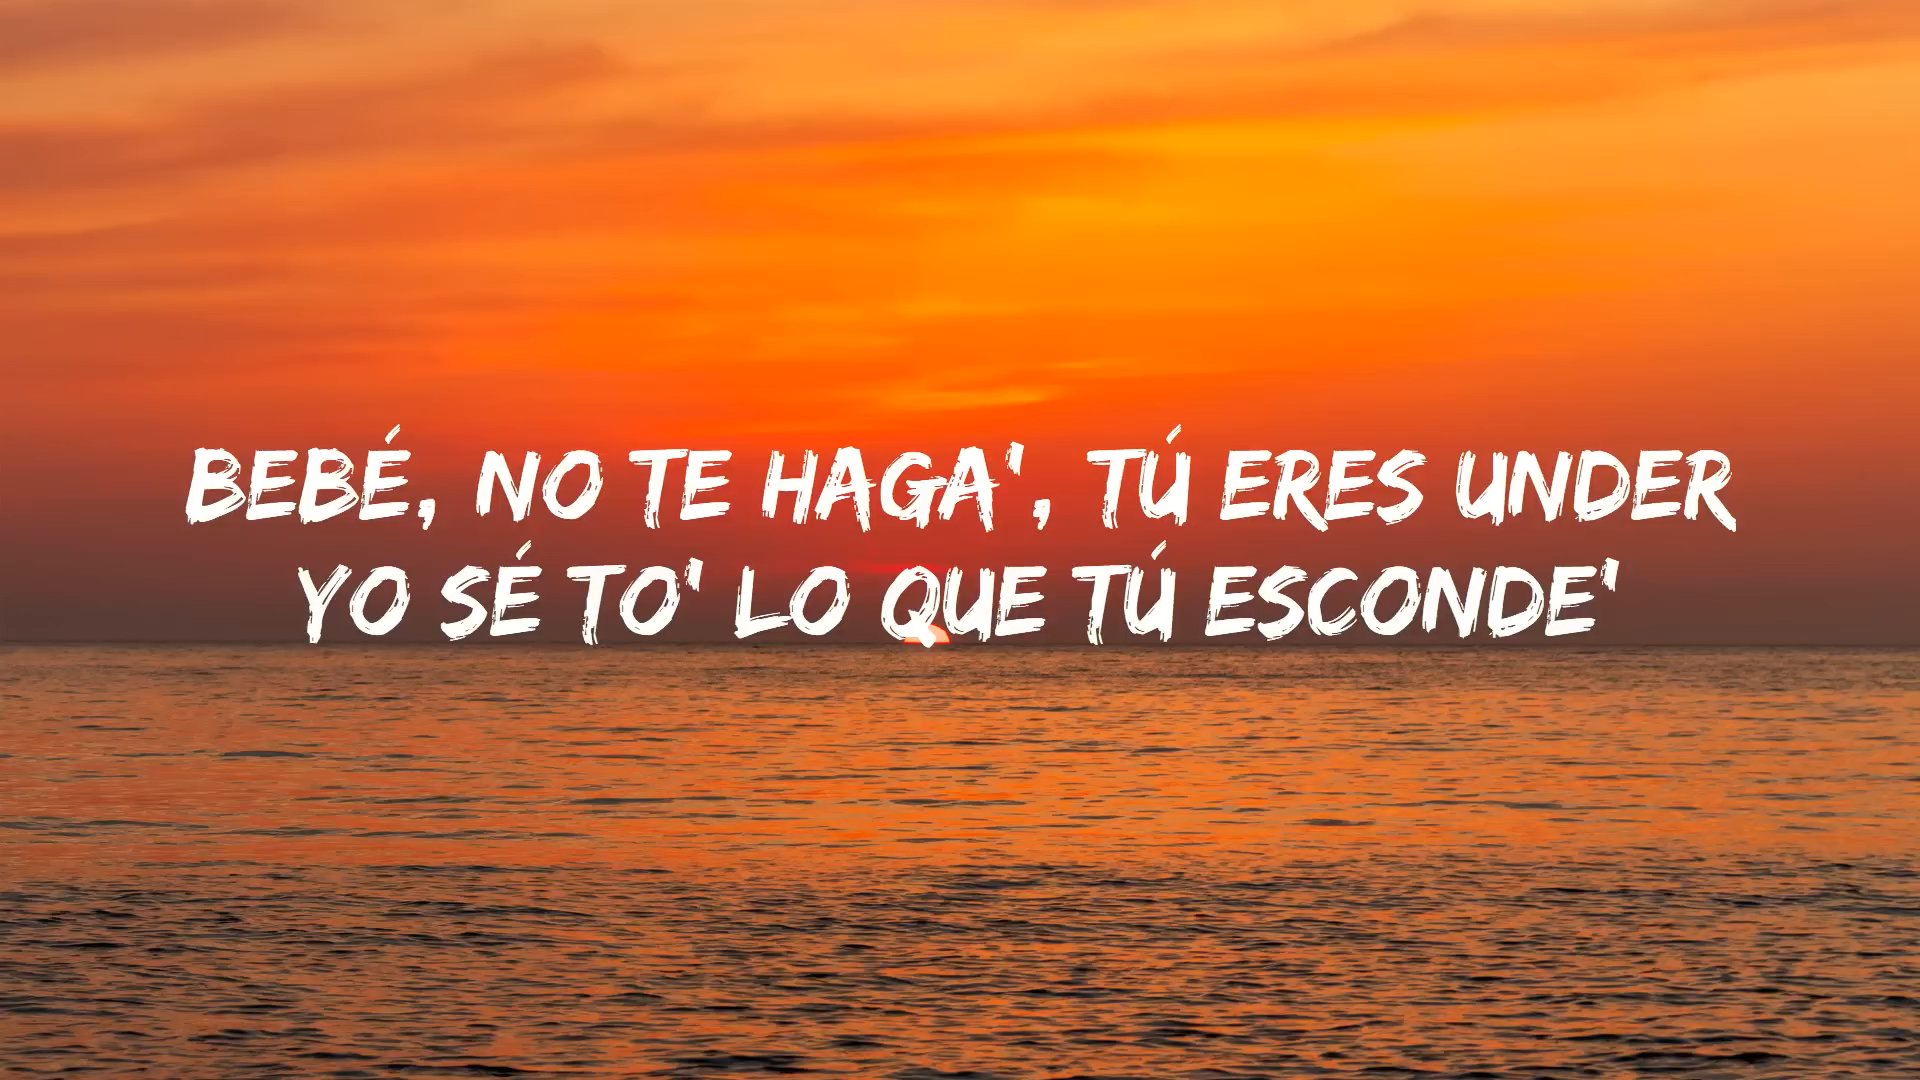 BEBÉ, NO TE HAGA', TÚ ERES UNDER
YO SÉ TO' LO QUE TÚ ESCONDE'